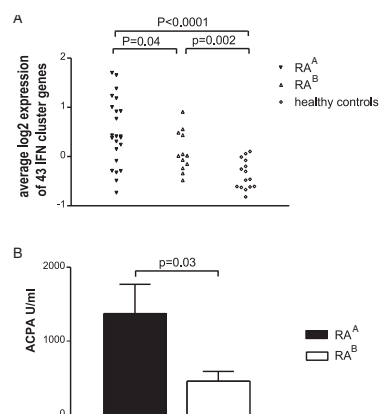 A
P<0.0001
P=0.04
p=0.002
2
1
0
-1
average log2 expression
of 43 IFN cluster genes
RA^A
RA^B
healthy controls
B
p=0.03
2000
1000
0
ACPA U/ml
RA^A
RA^B